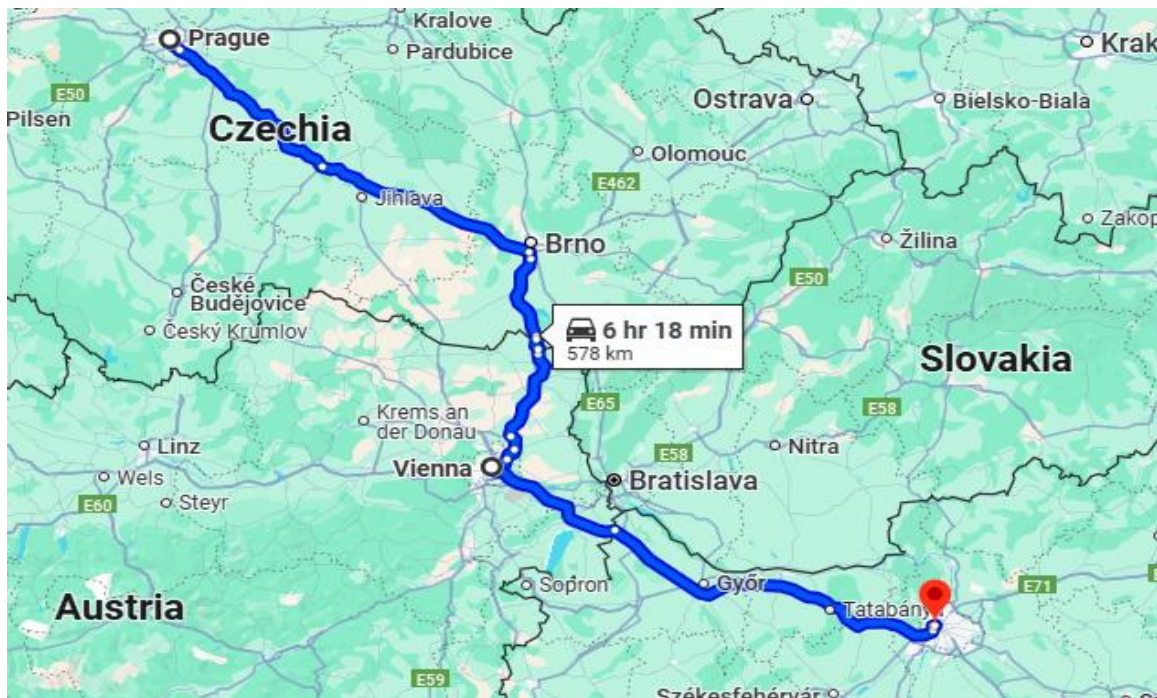 Kralove
Prague
Krak
Pardubice
E50
Ostrava
Bielsko-Biala
Pilsen
Czechia
Olomouc
E462
Jihlava
Zakop
Brno
Žilina
E50
České
Budějovice
Český Krumlov
6 hr 18 min
578 km
Slovakia
E65
E58
Krems an
der Donau
Linz
Nitra
E58
Vienna
Wels
Bratislava
Steyr
E60
Sopron
Győr
E71
Austria
Tatabány
E59
Székesfehérvár